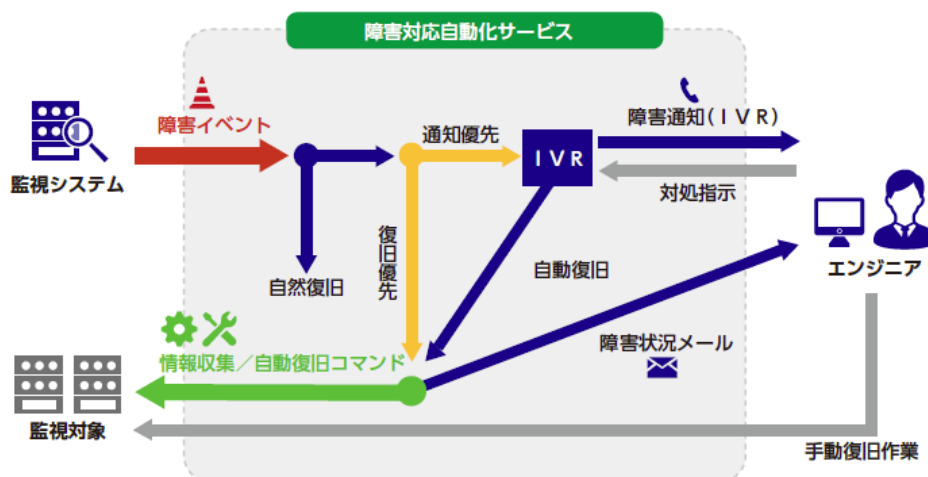 障害対応自動化サービス
障害イベント
監視システム
通知優先
IVR
障害通知(IVR)
対処指示
エンジニア
自然復旧
復旧優先
自動復旧
情報収集／自動復旧コマンド
障害状況メール
監視対象
手動復旧作業